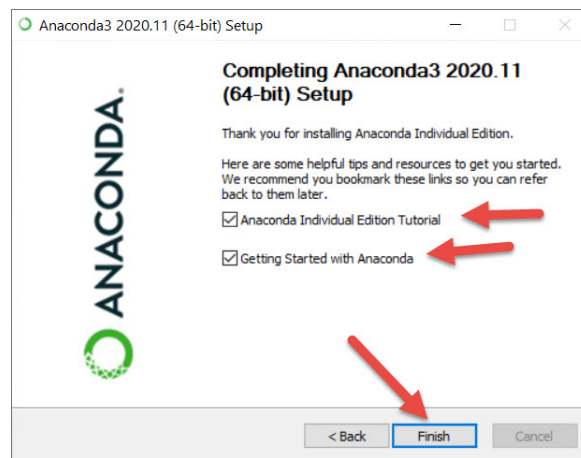 Anaconda3 2020.11 (64-bit) Setup
ANACONDA.
Completing Anaconda3 2020.11
(64-bit) Setup
Thank you for installing Anaconda Individual Edition.
Here are some helpful tips and resources to get you started.
We recommend you bookmark these links so you can refer
back to them later.
Anaconda Individual Edition Tutorial
Getting Started with Anaconda
< Back
Finish
Cancel